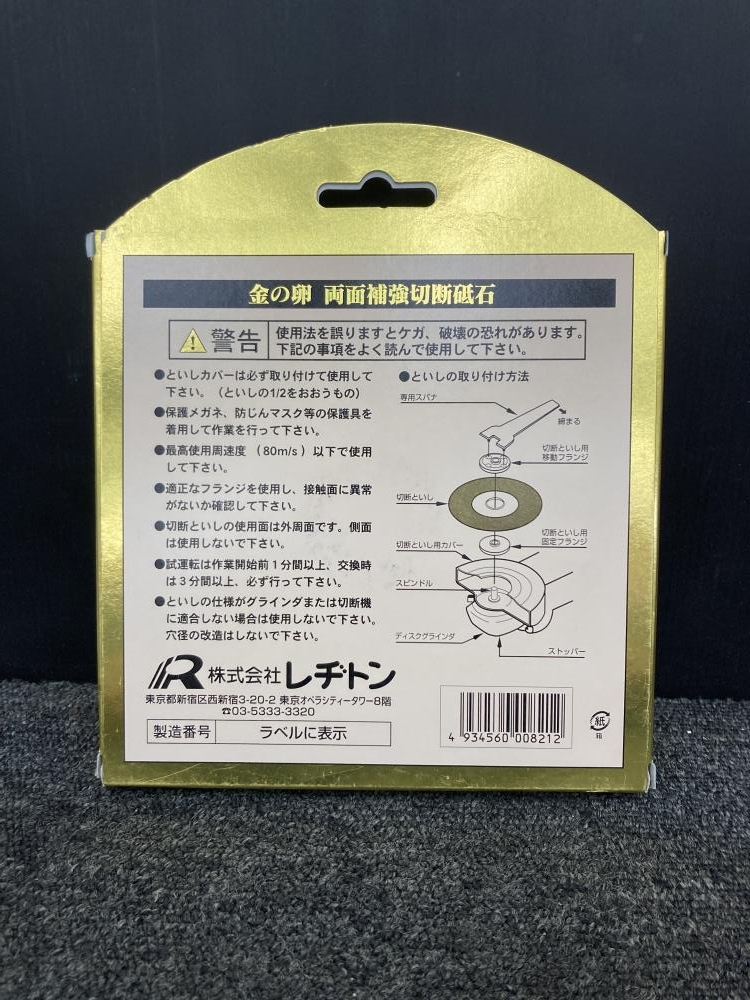 金の卵 両面補強切断砥石
警告
使用法を誤りますとケガ、破壊の恐れがあります。
下記の事項をよく読んで使用して下さい。
●といしカバーは必ず取り付けて使用して
下さい。(といしの1/2をおおうもの)
●保護メガネ、防じんマスク等の保護具を
着用して作業を行って下さい。
●最高使用周速度 (80m/s) 以下で使用
して下さい。
●適正なフランジを使用し、接触面に異常
がないか確認して下さい。
●切断といしの使用面は外周面です。側面
は使用しないで下さい。
●試運転は作業開始前1分間以上、交換時
は3分間以上、必ず行って下さい。
●といしの仕様がグラインダまたは切断機
に適合しない場合は使用しないで下さい。
穴径の改造はしないで下さい。
●といしの取り付け方法
専用スパナ
締まる
切断といし用
移動フランジ
切断といし
切断といし用
固定フランジ
切断といし用カバー
スピンドル
ディスクグラインダ
ストッパー
R 株式会社レヂトン
東京都新宿区西新宿3-20-2 東京オペラシティータワー8階
☎03-5333-3320
製造番号 ラベルに表示
4 934560 008212
紙
箱